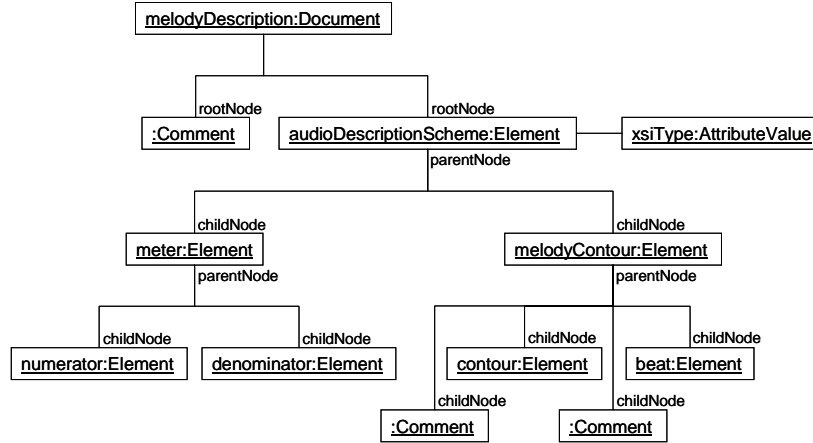 melodyDescription:Document
rootNode
rootNode
:Comment
audioDescriptionScheme:Element
xsiType:AttributeValue
parentNode
childNode
childNode
meter:Element
melodyContour:Element
parentNode
parentNode
childNode
childNode
childNode
childNode
numerator:Element
denominator:Element
contour:Element
beat:Element
childNode
childNode
:Comment
:Comment